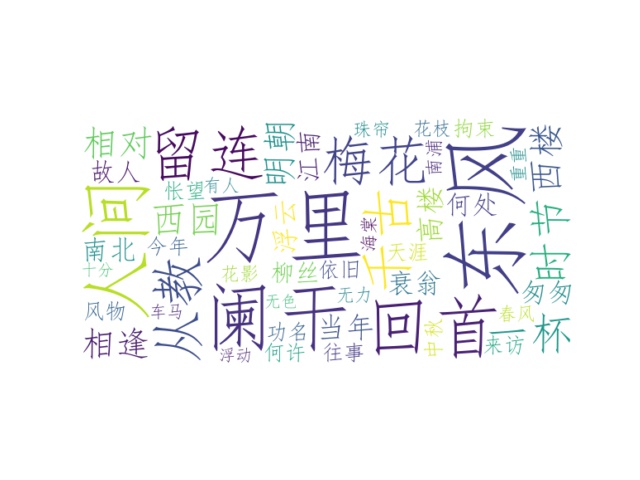 相对
留连
明朝
江南
梅花
珠帘
花枝
拘束
南浦
东风
重重
西楼
故人
人间
怅望
有人
西园
万里
浮云
海棠
千古
高楼
何处
时节
南北
今年
从教
花影
柳丝
依旧
天涯
衰翁
匆匆
十分
风物
车马
阑干
无色
无力
回首
春风
一杯
相逢
浮动
功名
何许
当年
往事
中秋
来访